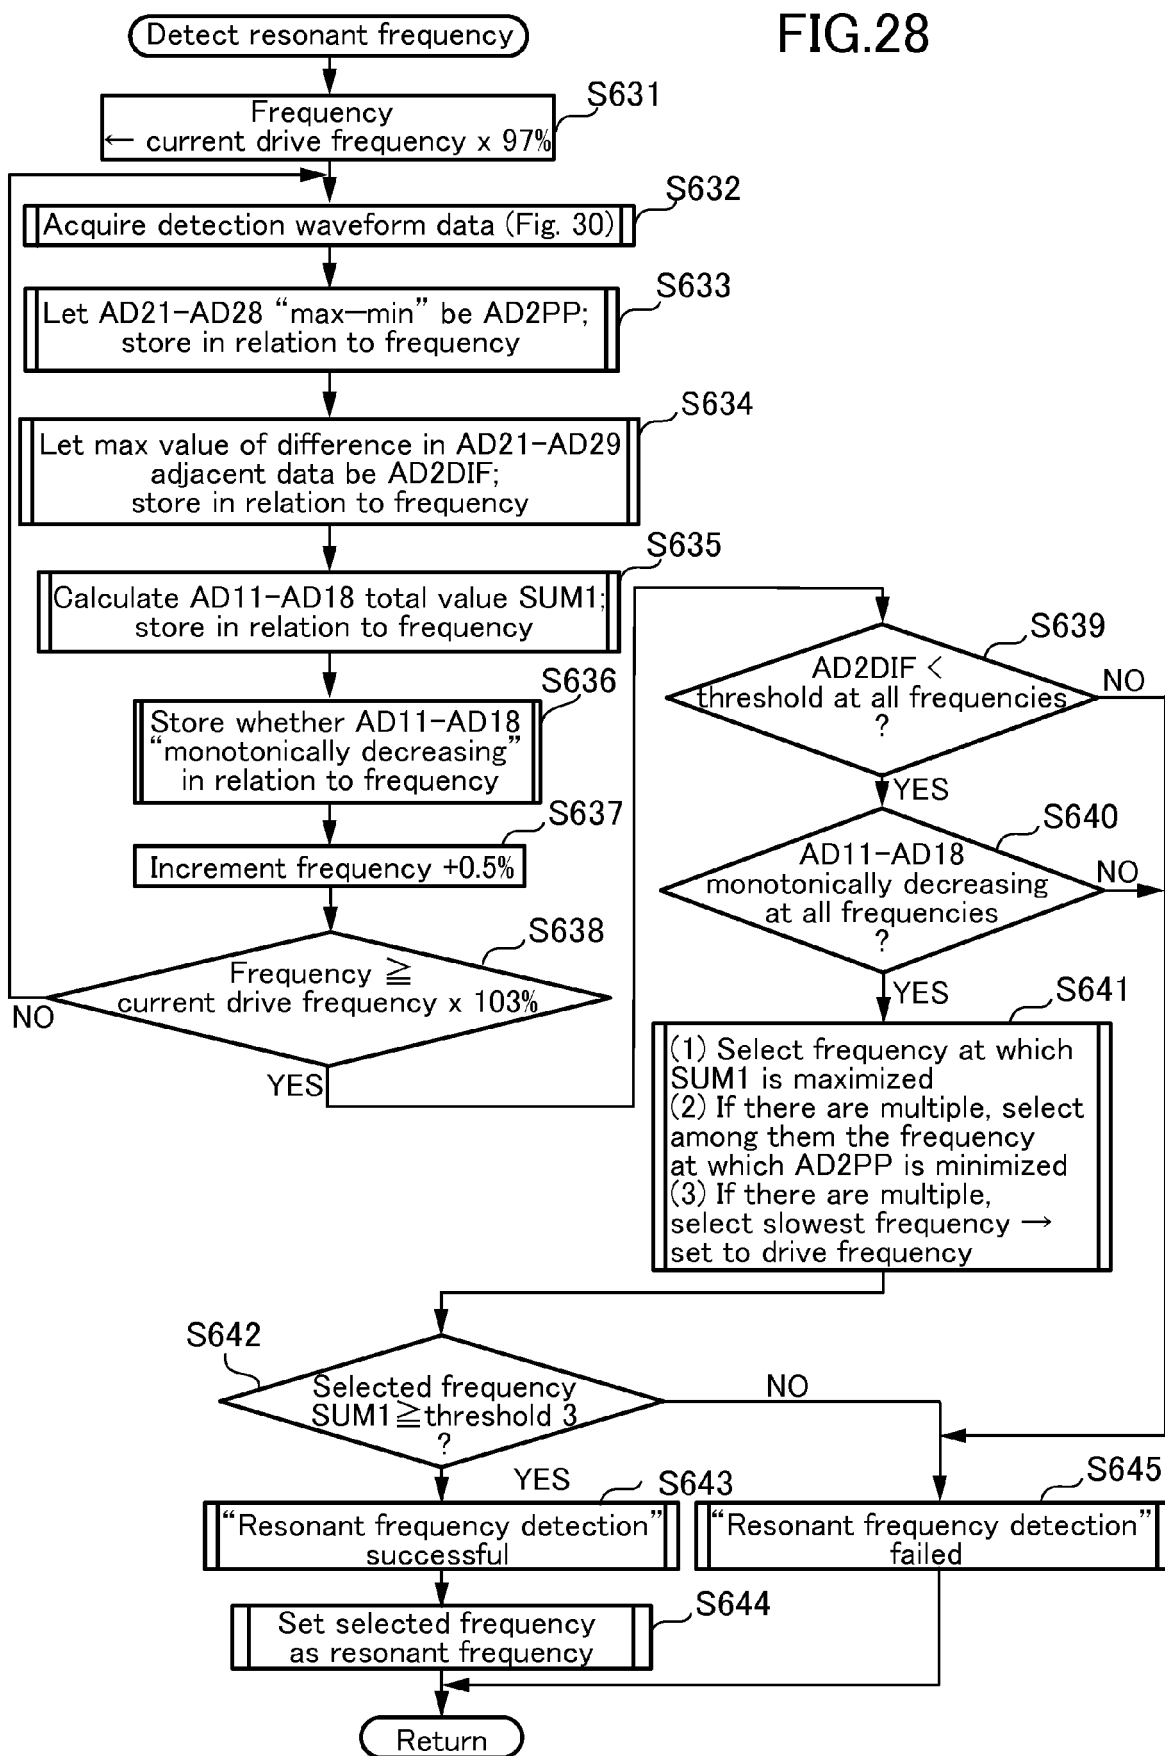 FIG.28
Detect resonant frequency
S631
Frequency
← current drive frequency x 97%
S632
Acquire detection waveform data (Fig. 30)
S633
Let AD21-AD28 “max—min” be AD2PP;
store in relation to frequency
S634
Let max value of difference in AD21-AD29
adjacent data be AD2DIF;
store in relation to frequency
S635
Calculate AD11-AD18 total value SUM1;
store in relation to frequency
S636
Store whether AD11-AD18
“monotonically decreasing”
in relation to frequency
S637
Increment frequency +0.5%
S638
Frequency ≧
current drive frequency x 103%
NO
YES
S639
AD2DIF <
threshold at all frequencies
?
NO
YES
S640
AD11-AD18
monotonically decreasing
at all frequencies
?
NO
YES
S641
(1) Select frequency at which
SUM1 is maximized
(2) If there are multiple, select
among them the frequency
at which AD2PP is minimized
(3) If there are multiple,
select slowest frequency →
set to drive frequency
S642
Selected frequency
SUM1≧threshold 3
?
NO
YES
S643
“Resonant frequency detection”
successful
S645
“Resonant frequency detection”
failed
S644
Set selected frequency
as resonant frequency
Return